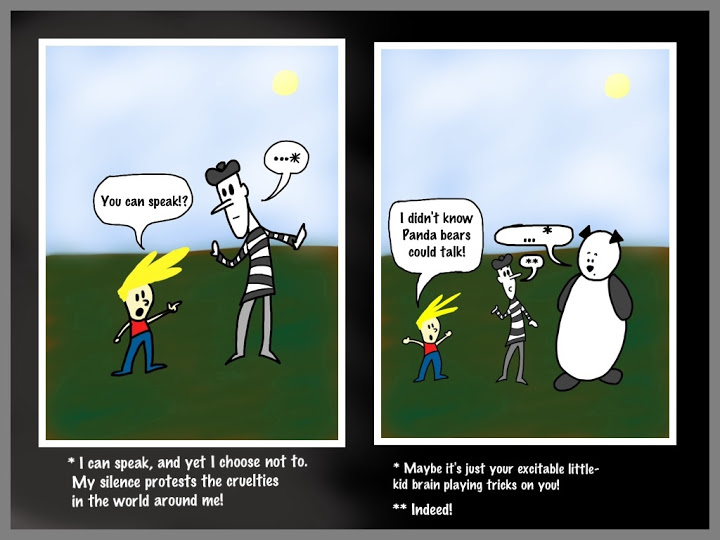 You can speak!?
...*
* I can speak, and yet I choose not to.
My silence protests the cruelties
in the world around me!
I didn't know
Panda bears
could talk!
**
... *
* Maybe it's just your excitable little-
kid brain playing tricks on you!
** Indeed!